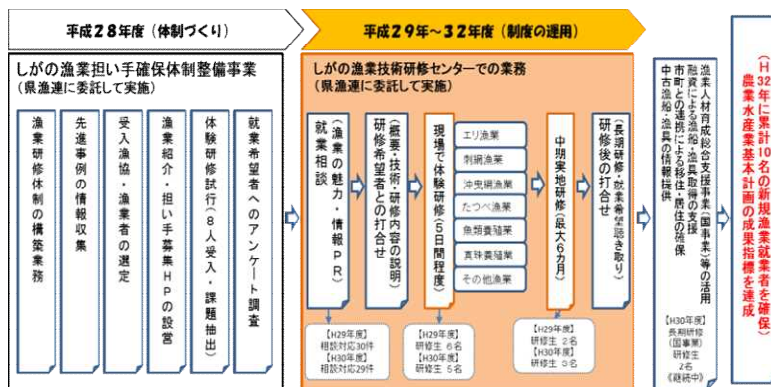 平成28年度(体制づくり)
平成29年~32年度(制度の運用)
しがの漁業担い手確保体制整備事業
(県漁連に委託して実施)
漁業研修体制の構築業務
先進事例の情報収集
受入漁協・漁業者の選定
漁業紹介・担い手募集HPの設営
体験研修試行(8人受入・課題抽出)
就業希望者へのアンケート調査
しがの漁業技術研修センターでの業務
(県漁連に委託して実施)
就業相談
(漁業の魅力・情報PR)
研修希望者との打合せ
(概要・技術・研修内容の説明)
現場で体験研修(5日間程度)
エリ漁業
刺網漁業
沖曳網漁業
たつべ漁業
魚類養殖業
真珠養殖業
その他漁業
中期実地研修(最大6カ月)
研修後の打合せ
(長期研修・就業希望聴き取り)
【H29年度】
相談対応30件
【H30年度】
相談対応29件
【H29年度】
研修生 6名
【H30年度】
研修生 5名
【H29年度】
研修生 2名
【H30年度】
研修生 3名
漁業人材育成総合支援事業(国事業)等の活用
融資による漁船・漁具取得の支援
市町との連携による移住・居住の確保
中古漁船・漁具の情報提供
【H30年度】
長期研修
(国事業)
研修生
2名
《継続中》
農業水産業基本計画の成果指標を達成
(H32年に累計10名の新規漁業就業者を確保)